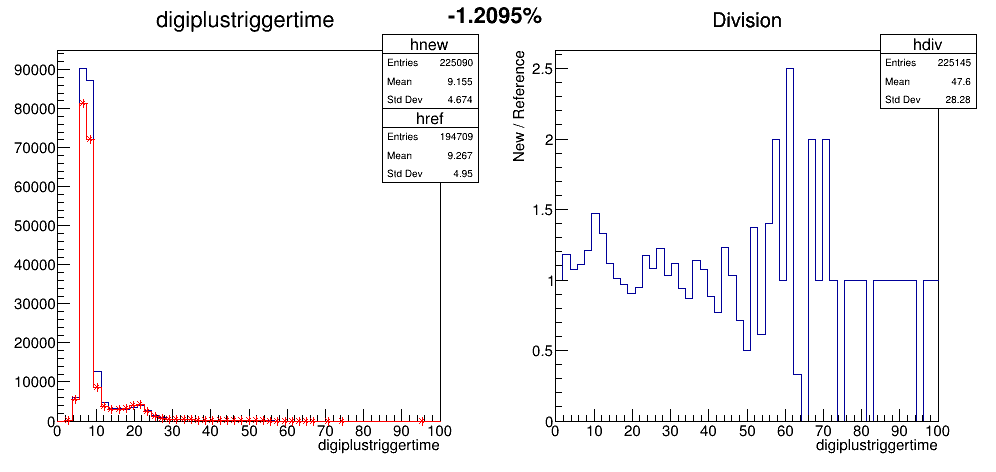 digiplustriggertime
-1.2095%
Division
hnew
Entries 225090
Mean 9.155
Std Dev 4.674
href
Entries 194709
Mean 9.267
Std Dev 4.95
90000
80000
70000
60000
50000
40000
30000
20000
10000
0
0 10 20 30 40 50 60 70 80 90 100
digiplustriggertime
hdiv
Entries 225145
Mean 47.6
Std Dev 28.28
New / Reference
2.5
2
1.5
1
0.5
0
0 10 20 30 40 50 60 70 80 90 100
digiplustriggertime